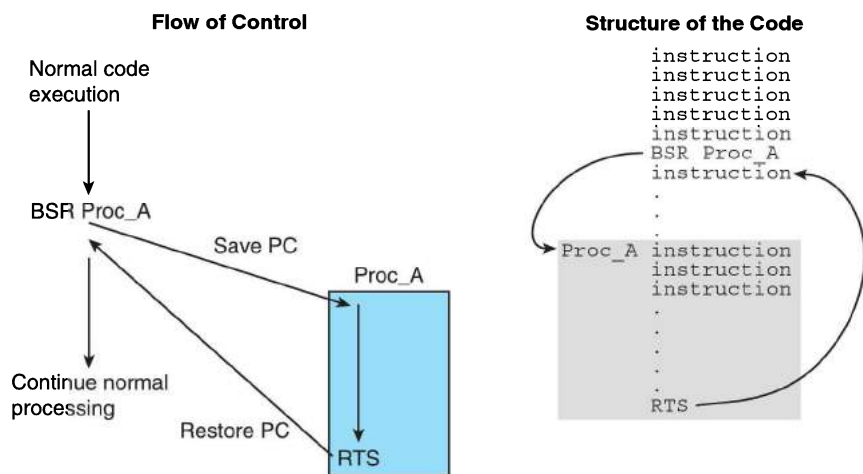 Flow of Control
Normal code
execution
BSR Proc_A
Save PC
Proc_A
Continue normal
processing
Restore PC
RTS
Structure of the Code
instruction
instruction
instruction
instruction
instruction
BSR Proc_A
instruction
.
.
.
Proc_A instruction
instruction
instruction
.
.
.
.
.
RTS